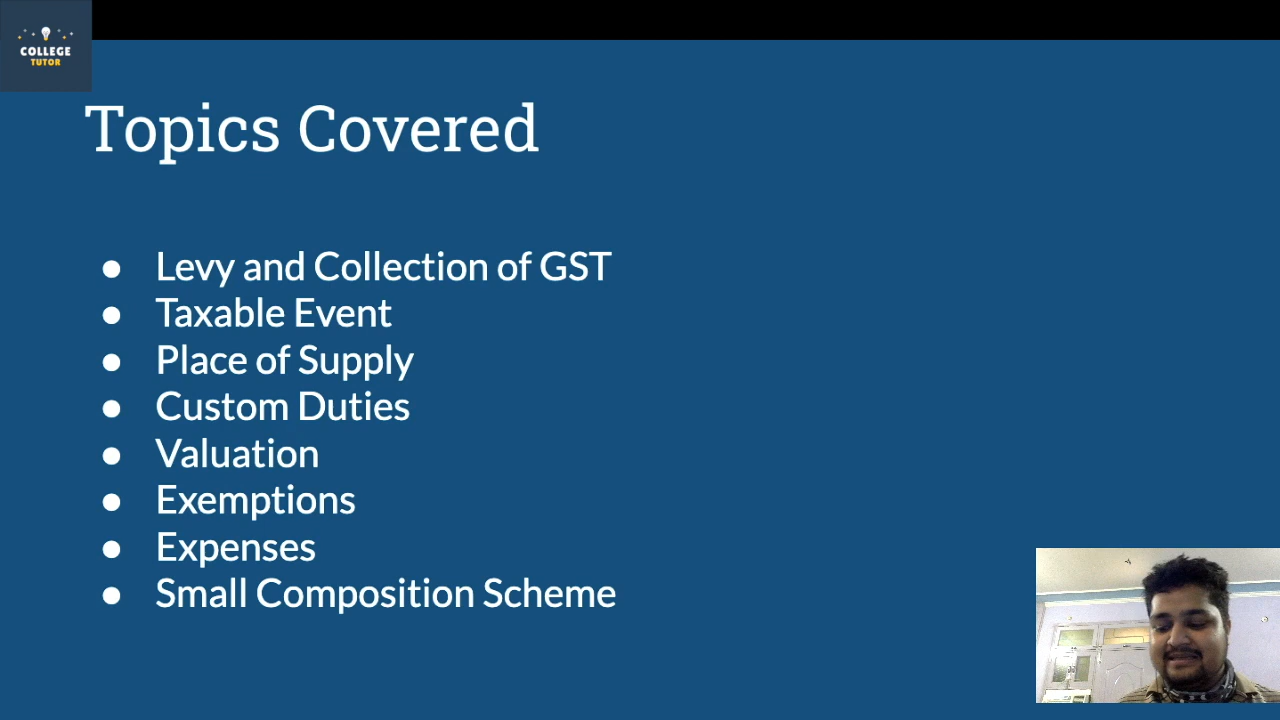 COLLEGE
TUTOR
Topics Covered
● Levy and Collection of GST
● Taxable Event
● Place of Supply
● Custom Duties
● Valuation
● Exemptions
● Expenses
● Small Composition Scheme